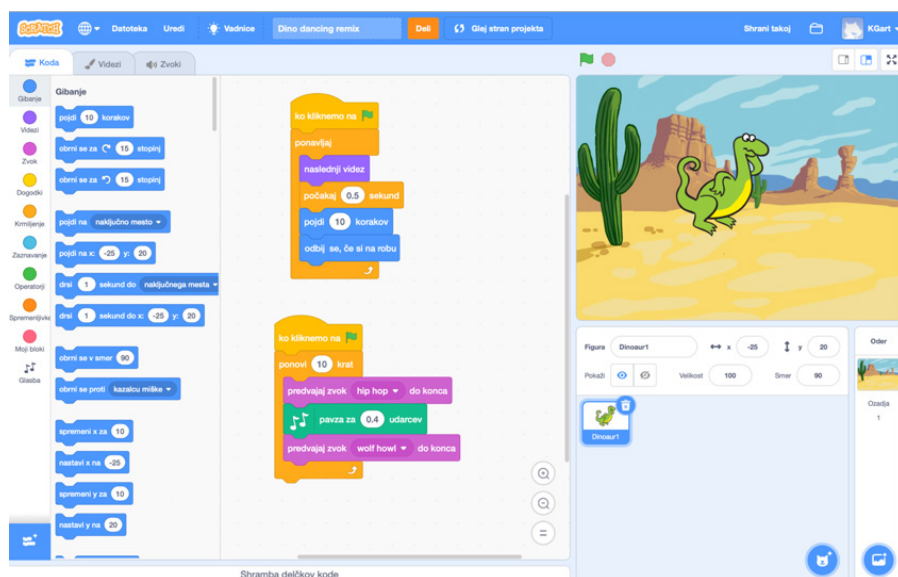 SCRATCH
Datoteka
Uredi
Vadnice
Dino dancing remix
Deli
Glej stran projekta
Shrani takoj
KGart
Koda
Videzi
Zvoki
Gibanje
Videzi
Zvok
Dogodki
Krmiljenje
Zaznavanje
Operatorji
Spremenljivke
Moji bloki
Glasba
Gibanje
pojdi 10 korakov
obrni se za 15 stopinj
obrni se za 15 stopinj
pojdi na naključno mesto
pojdi na x: -25 y: 20
drsi 1 sekund do naključnega mesta
drsi 1 sekund do x: -25 y: 20
obrni se v smer 90
obrni se proti kazalcu miške
spremeni x za 10
nastavi x na -25
spremeni y za 10
nastavi y na 20
ko kliknemo na
ponavljaj
naslednji videz
počakaj 0.5 sekund
pojdi 10 korakov
odbij se, če si na robu
ko kliknemo na
ponovi 10 krat
predvajaj zvok hip hop do konca
pavza za 0.4 udarcev
predvajaj zvok wolf howl do konca
Shramba delčkov kode
Figura Dinosaur1 x -25 y 20
Pokaži Velikost 100 Smer 90
Dinosaur1
Oder
Ozadja
1